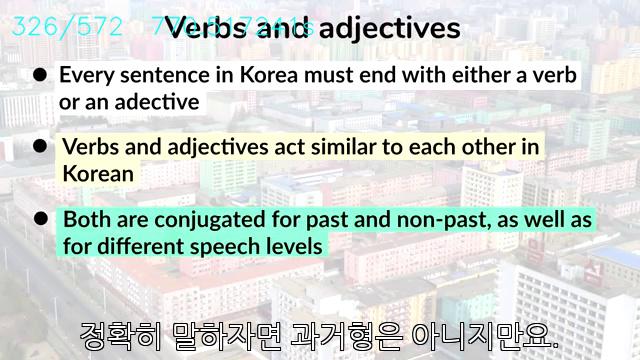 326/572
Verbs and adjectives
Every sentence in Korea must end with either a verb
or an adective
Verbs and adjectives act similar to each other in
Korean
Both are conjugated for past and non-past, as well as
for different speech levels
정확히 말하자면 과거형은 아니지만요.